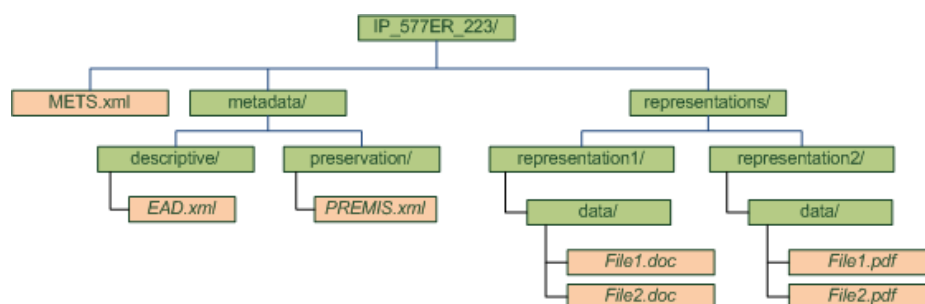 IP_577ER_223/
METS.xml
metadata/
representations/
descriptive/
preservation/
representation1/
representation2/
EAD.xml
PREMIS.xml
data/
data/
File1.doc
File1.pdf
File2.doc
File2.pdf